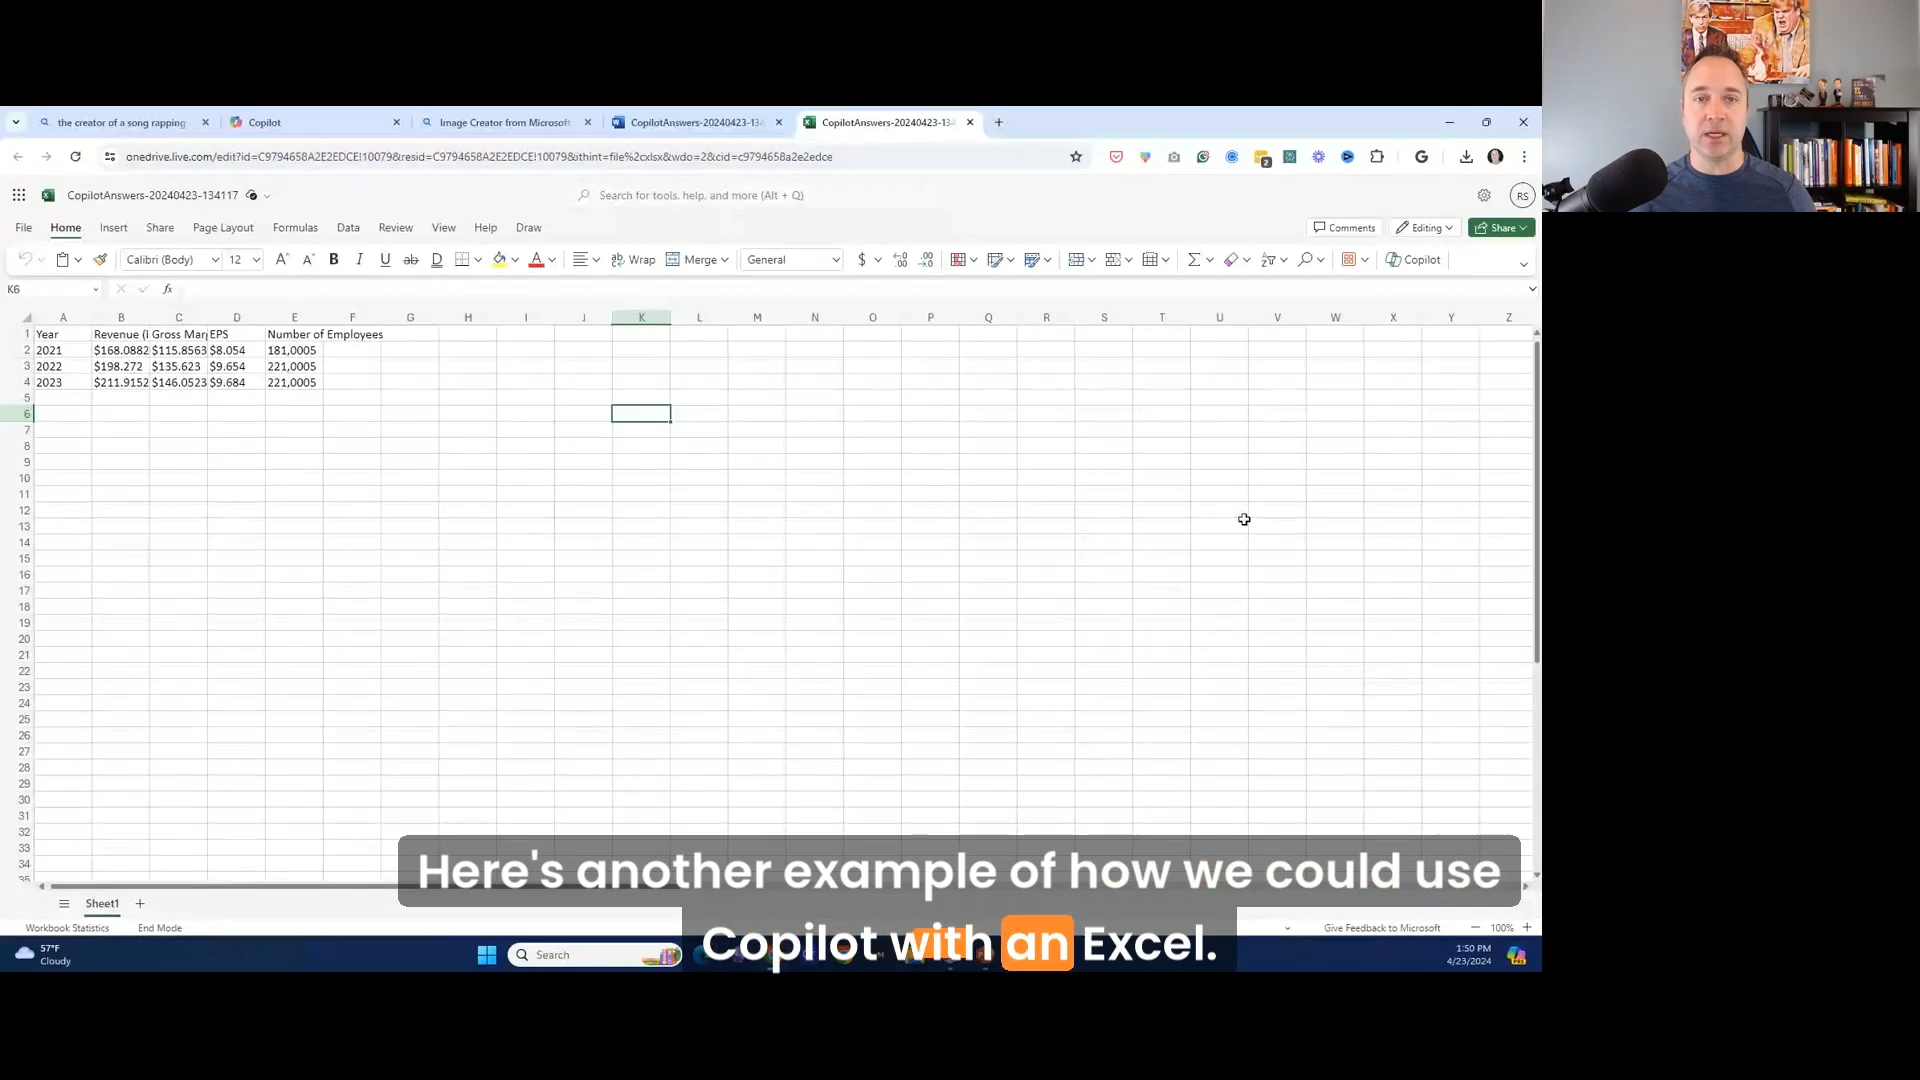 the creator of a song rapping
Copilot
Image Creator from Microsoft
CopilotAnswers-20240423-134
CopilotAnswers-20240423-134
onedrive.live.com/edit?id=C9794658A2E2EDCE!10079&resid=C9794658A2E2EDCE!10079&ithint=file%2cxlsx&wdo=2&cid=c9794658a2e2edce
2
G
CopilotAnswers-20240423-134117
Search for tools, help, and more (Alt + Q)
RS
File Home Insert Share Page Layout Formulas Data Review View Help Draw
Comments Editing Share
Calibri (Body) 12 A A B I U ab D A ab Wrap Merge General $ Copilot
K6 fx
A B C D E F G H I J K L M N O P Q R S T U V W X Y Z
1 Year Revenue (i Gross Mar EPS Number of Employees
2 2021 $168.0882 $115.8563 $8.054 181,0005
3 2022 $198.272 $135.623 $9.654 221,0005
4 2023 $211.9152 $146.0523 $9.684 221,0005
5
6
7
8
9
10
11
12
13
14
15
16
17
18
19
20
21
22
23
24
25
26
27
28
29
30
31
32
33
34
35
Here's another example of how we could use
Copilot with an Excel.
Sheet1
Workbook Statistics End Mode Give Feedback to Microsoft 100%
57°F
Cloudy
Search
1:50 PM
4/23/2024